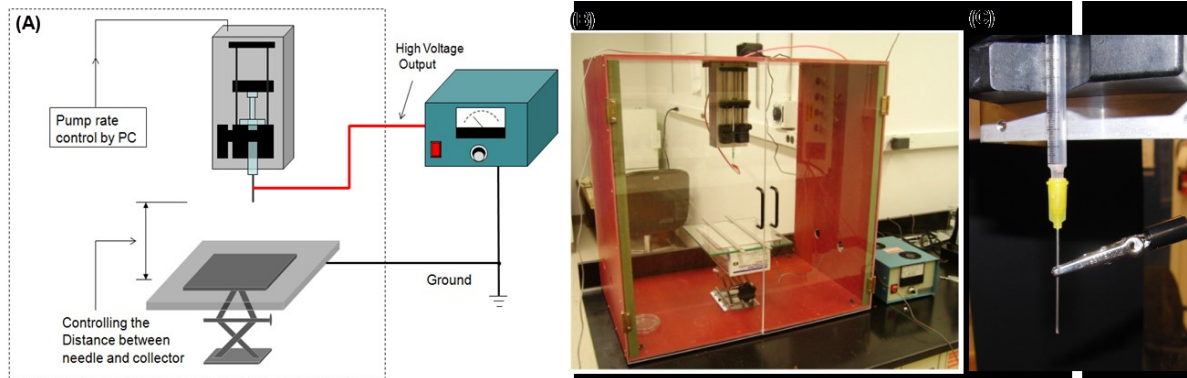 (A)
High Voltage
Output
Pump rate
control by PC
Ground
Controlling the
Distance between
needle and collector
(B)
(C)